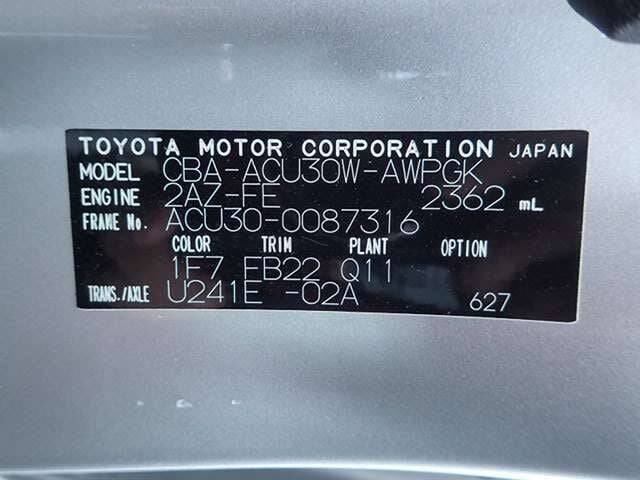 TOYOTA MOTOR CORPORATION JAPAN
MODEL CBA-ACU30W-AWPGK
ENGINE 2AZ-FE 2362 mL
FRAME No. ACU30-0087316
COLOR TRIM PLANT OPTION
1F7 FB22 Q11
TRANS./AXLE U241E -02A 627